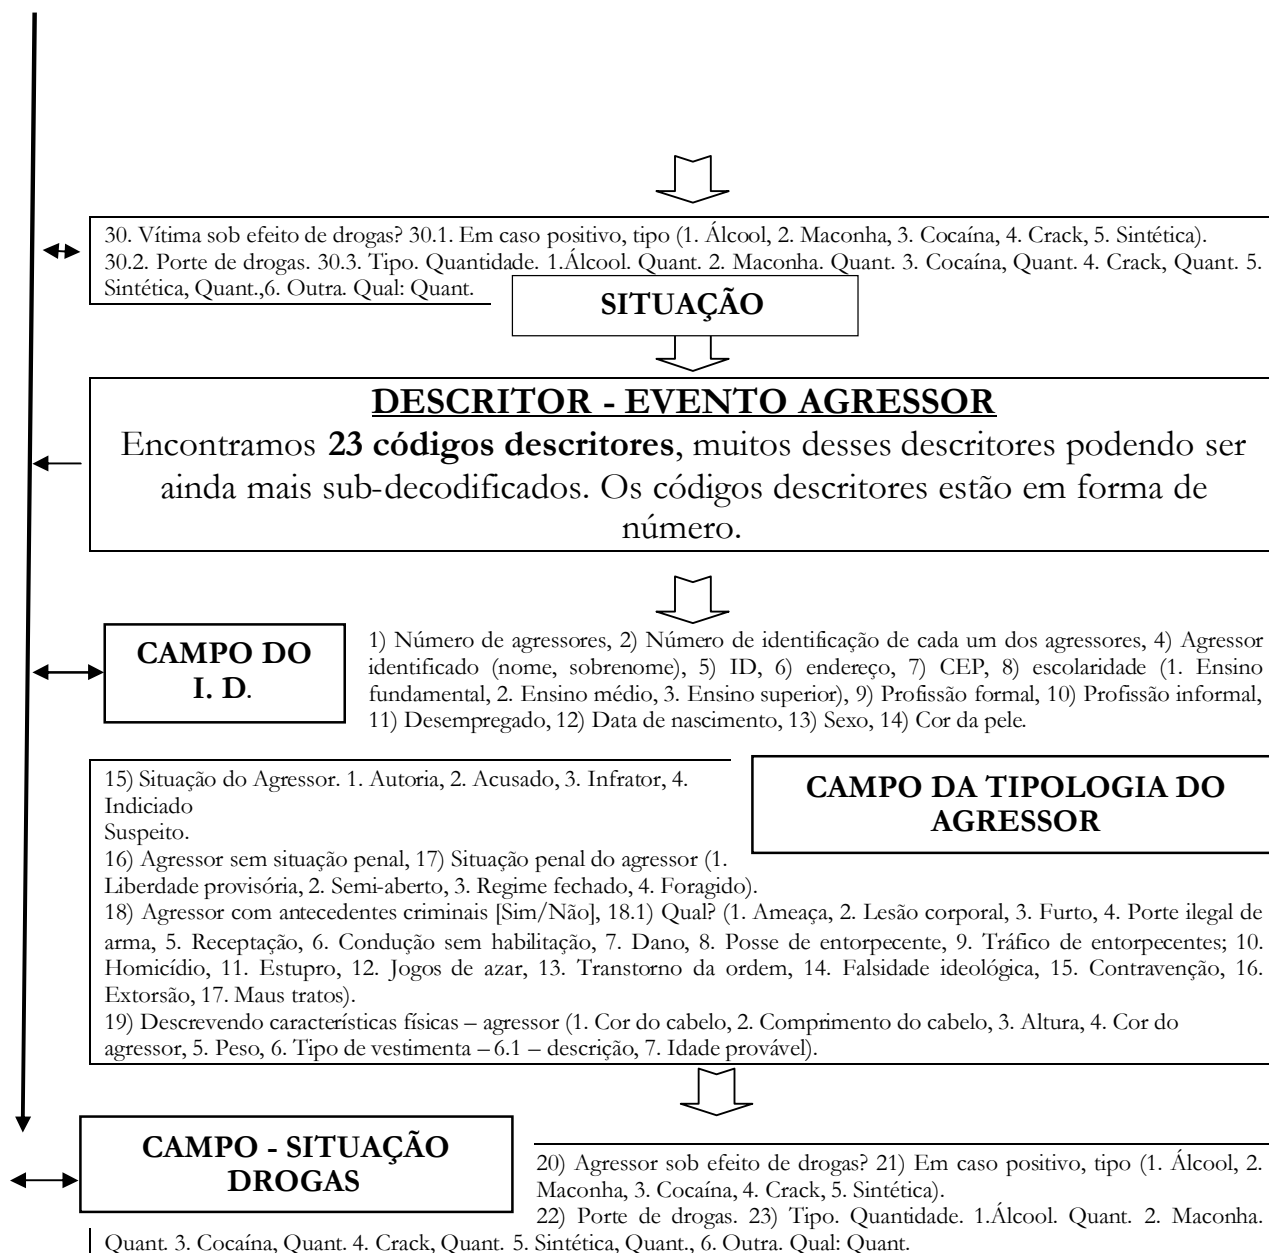 30. Vítima sob efeito de drogas? 30.1. Em caso positivo, tipo (1. Álcool, 2. Maconha, 3. Cocaína, 4. Crack, 5. Sintética).
30.2. Porte de drogas. 30.3. Tipo. Quantidade. 1.Álcool. Quant. 2. Maconha. Quant. 3. Cocaína, Quant. 4. Crack, Quant. 5.
Sintética, Quant.,6. Outra. Qual: Quant.
SITUAÇÃO
DESCRITOR - EVENTO AGRESSOR
Encontramos 23 códigos descritores, muitos desses descritores podendo ser
ainda mais sub-decodificados. Os códigos descritores estão em forma de
número.
CAMPO DO
I. D.
1) Número de agressores, 2) Número de identificação de cada um dos agressores, 4) Agressor
identificado (nome, sobrenome), 5) ID, 6) endereço, 7) CEP, 8) escolaridade (1. Ensino
fundamental, 2. Ensino médio, 3. Ensino superior), 9) Profissão formal, 10) Profissão informal,
11) Desempregado, 12) Data de nascimento, 13) Sexo, 14) Cor da pele.
CAMPO DA TIPOLOGIA DO
AGRESSOR
15) Situação do Agressor. 1. Autoria, 2. Acusado, 3. Infrator, 4.
Indiciado
Suspeito.
16) Agressor sem situação penal, 17) Situação penal do agressor (1.
Liberdade provisória, 2. Semi-aberto, 3. Regime fechado, 4. Foragido).
18) Agressor com antecedentes criminais [Sim/Não], 18.1) Qual? (1. Ameaça, 2. Lesão corporal, 3. Furto, 4. Porte ilegal de
arma, 5. Receptação, 6. Condução sem habilitação, 7. Dano, 8. Posse de entorpecente, 9. Tráfico de entorpecentes; 10.
Homicídio, 11. Estupro, 12. Jogos de azar, 13. Transtorno da ordem, 14. Falsidade ideológica, 15. Contravenção, 16.
Extorsão, 17. Maus tratos).
19) Descrevendo características físicas – agressor (1. Cor do cabelo, 2. Comprimento do cabelo, 3. Altura, 4. Cor do
agressor, 5. Peso, 6. Tipo de vestimenta – 6.1 – descrição, 7. Idade provável).
CAMPO - SITUAÇÃO
DROGAS
20) Agressor sob efeito de drogas? 21) Em caso positivo, tipo (1. Álcool, 2.
Maconha, 3. Cocaína, 4. Crack, 5. Sintética).
22) Porte de drogas. 23) Tipo. Quantidade. 1.Álcool. Quant. 2. Maconha.
Quant. 3. Cocaína, Quant. 4. Crack, Quant. 5. Sintética, Quant., 6. Outra. Qual: Quant.